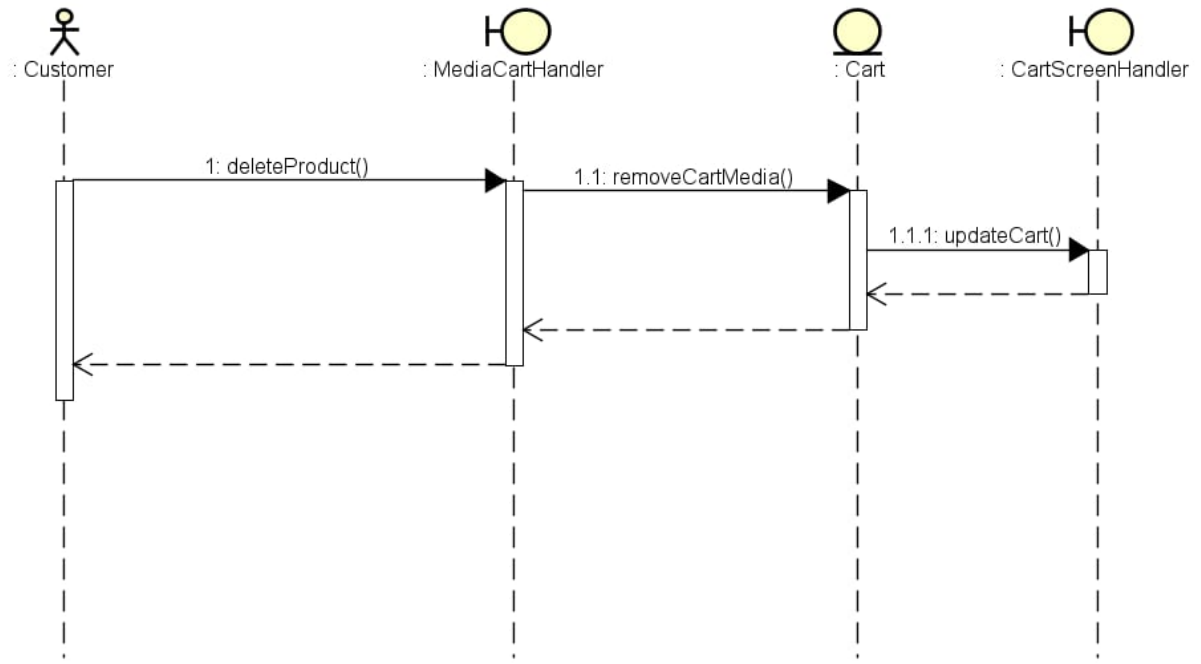 : Customer
: MediaCartHandler
: Cart
: CartScreenHandler
1: deleteProduct()
1.1: removeCartMedia()
1.1.1: updateCart()